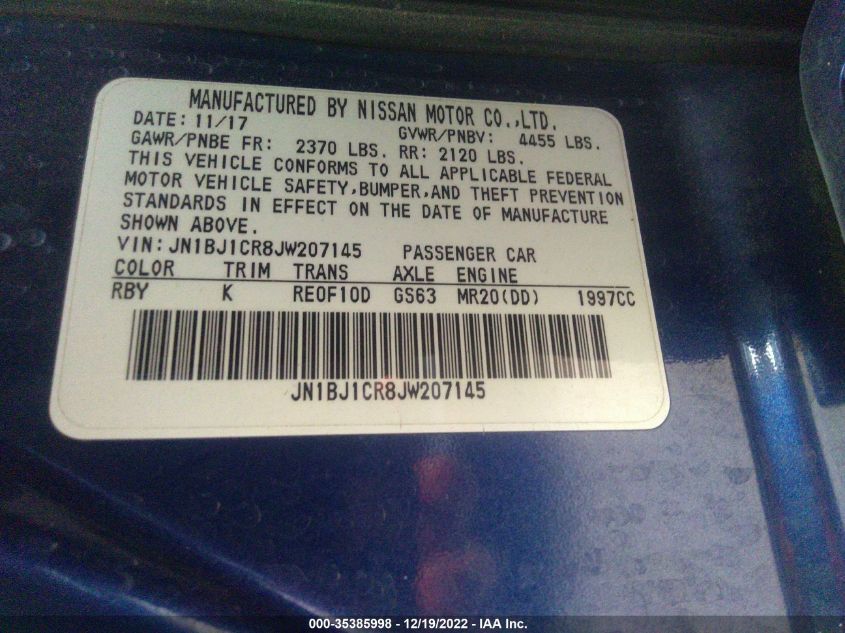 MANUFACTURED BY NISSAN MOTOR CO.,LTD.
DATE: 11/17 GVWR/PNBV: 4455 LBS.
GAWR/PNBE FR: 2370 LBS. RR: 2120 LBS.
THIS VEHICLE CONFORMS TO ALL APPLICABLE FEDERAL
MOTOR VEHICLE SAFETY,BUMPER,AND THEFT PREVENTION
STANDARDS IN EFFECT ON THE DATE OF MANUFACTURE
SHOWN ABOVE.
VIN: JN1BJ1CR8JW207145 PASSENGER CAR
COLOR TRIM TRANS AXLE ENGINE
RBY K RE0F10D GS63 MR20(DD) 1997CC
JN1BJ1CR8JW207145
000-35385998 - 12/19/2022 - IAA Inc.